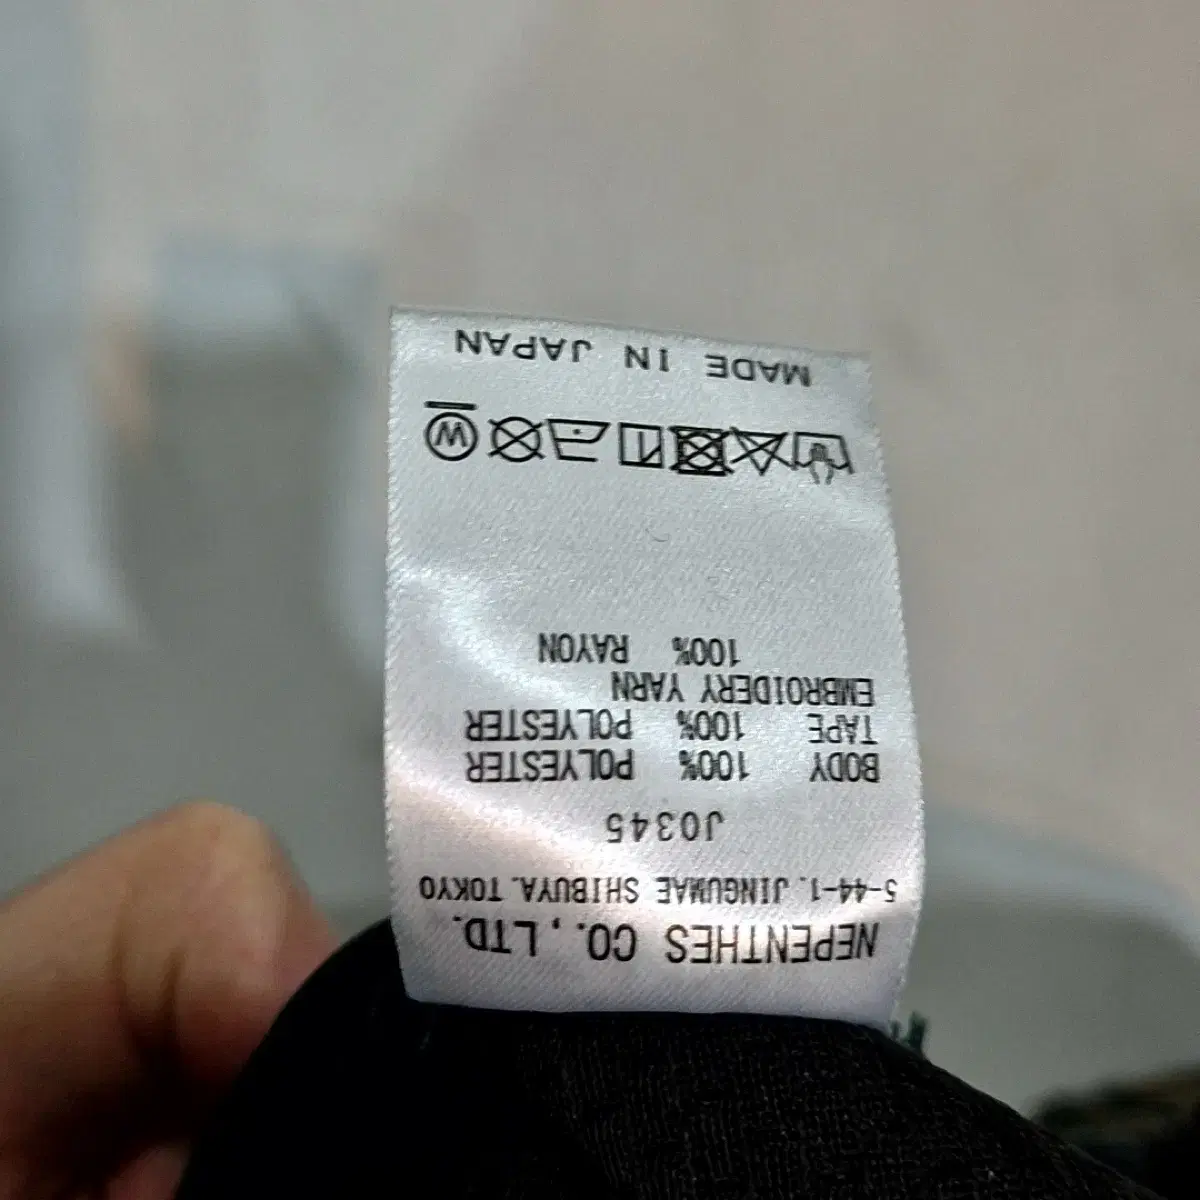 NEPENTHES CO., LTD.
5-44-1. JINGUMAE SHIBUYA. TOKYO
J0345
BODY 100% POLYESTER
TAPE 100% POLYESTER
EMBROIDERY YARN
100% RAYON
W
MADE IN JAPAN